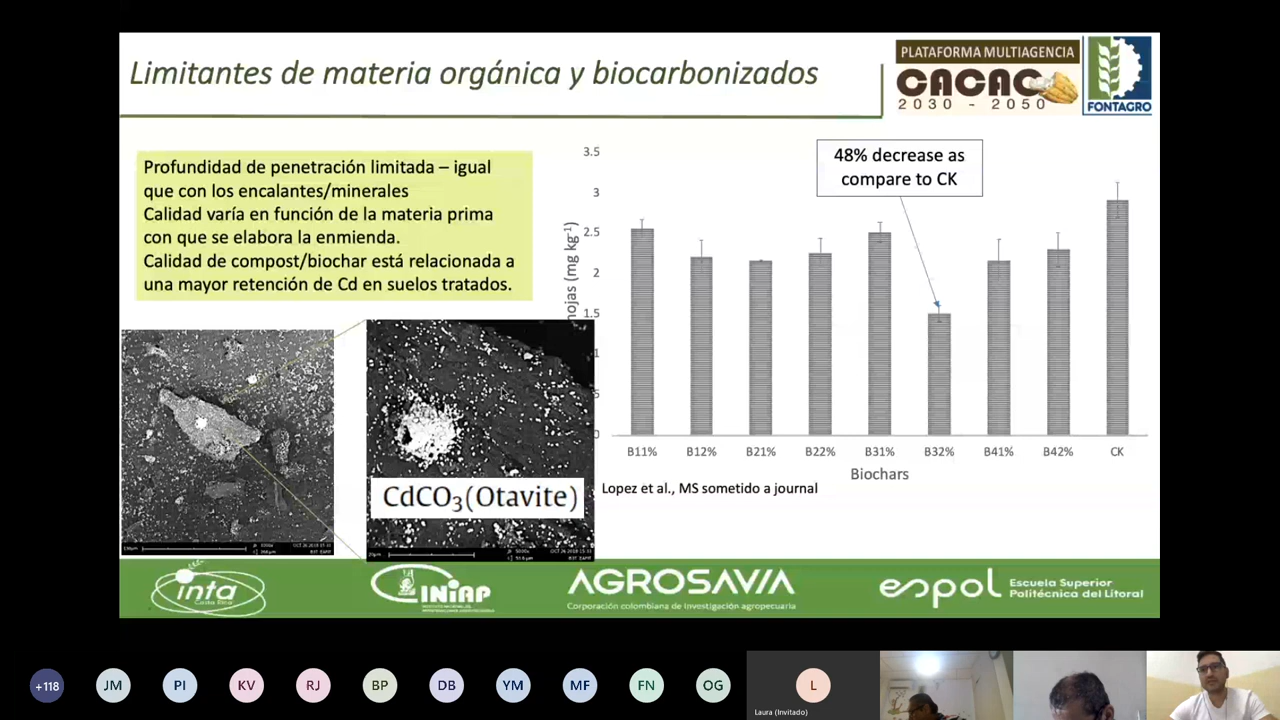 Limitantes de materia orgánica y biocarbonizados
PLATAFORMA MULTIAGENCIA
CACAO
2030 - 2050
FONTAGRO
Profundidad de penetración limitada – igual
que con los encalantes/minerales
Calidad varía en función de la materia prima
con que se elabora la enmienda.
Calidad de compost/biochar está relacionada a
una mayor retención de Cd en suelos tratados.
48% decrease as
compare to CK
3.5
3
2.5
2
1.5
hojas (mg kg-1)
B11% B12% B21% B22% B31% B32% B41% B42% CK
Biochars
CdCO3(Otavite)
Lopez et al., MS sometido a journal
inta
Costa Rica
INIAP
AGROSAVIA
Corporación colombiana de investigación agropecuaria
espol
Escuela Superior
Politécnica del Litoral
+118 JM PI KV RJ BP DB YM MF FN OG L
Laura (Invitado)